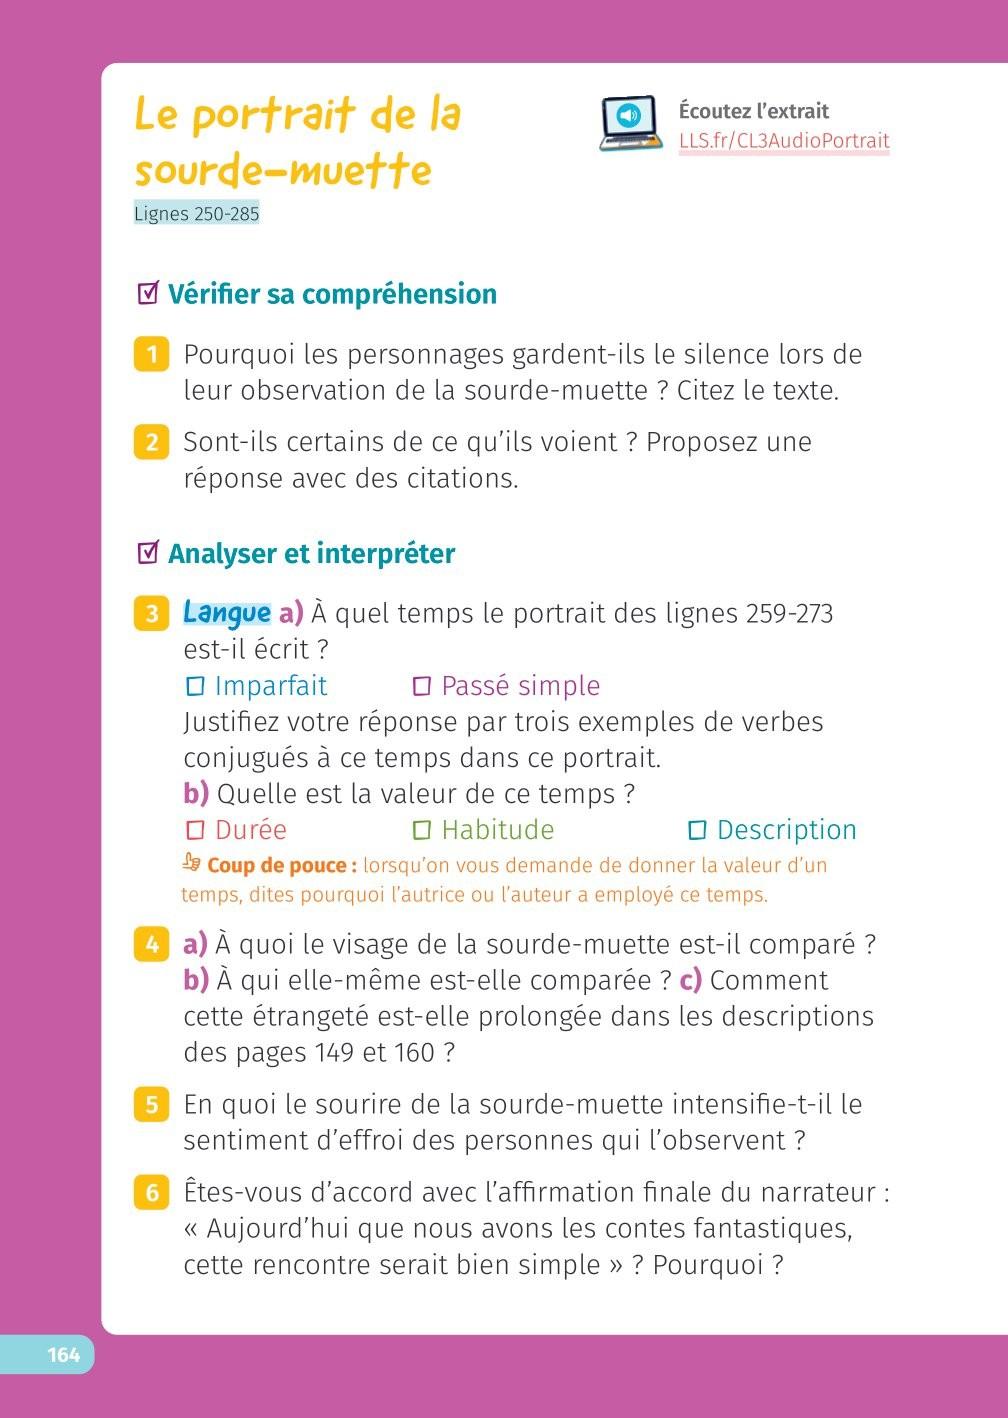 Le portrait de la
sourde-muette
Lignes 250-285
Écoutez l'extrait
LLS.fr/CL3AudioPortrait
Vérifier sa compréhension
1 Pourquoi les personnages gardent-ils le silence lors de
leur observation de la sourde-muette ? Citez le texte.
2 Sont-ils certains de ce qu'ils voient ? Proposez une
réponse avec des citations.
Analyser et interpréter
3 Langue a) À quel temps le portrait des lignes 259-273
est-il écrit ?
Imparfait Passé simple
Justifiez votre réponse par trois exemples de verbes
conjugués à ce temps dans ce portrait.
b) Quelle est la valeur de ce temps ?
Durée Habitude Description
Coup de pouce : lorsqu'on vous demande de donner la valeur d'un
temps, dites pourquoi l'autrice ou l'auteur a employé ce temps.
4 a) À quoi le visage de la sourde-muette est-il comparé ?
b) À qui elle-même est-elle comparée ? c) Comment
cette étrangeté est-elle prolongée dans les descriptions
des pages 149 et 160 ?
5 En quoi le sourire de la sourde-muette intensifie-t-il le
sentiment d'effroi des personnes qui l'observent ?
6 Êtes-vous d'accord avec l'affirmation finale du narrateur :
« Aujourd'hui que nous avons les contes fantastiques,
cette rencontre serait bien simple » ? Pourquoi ?
164